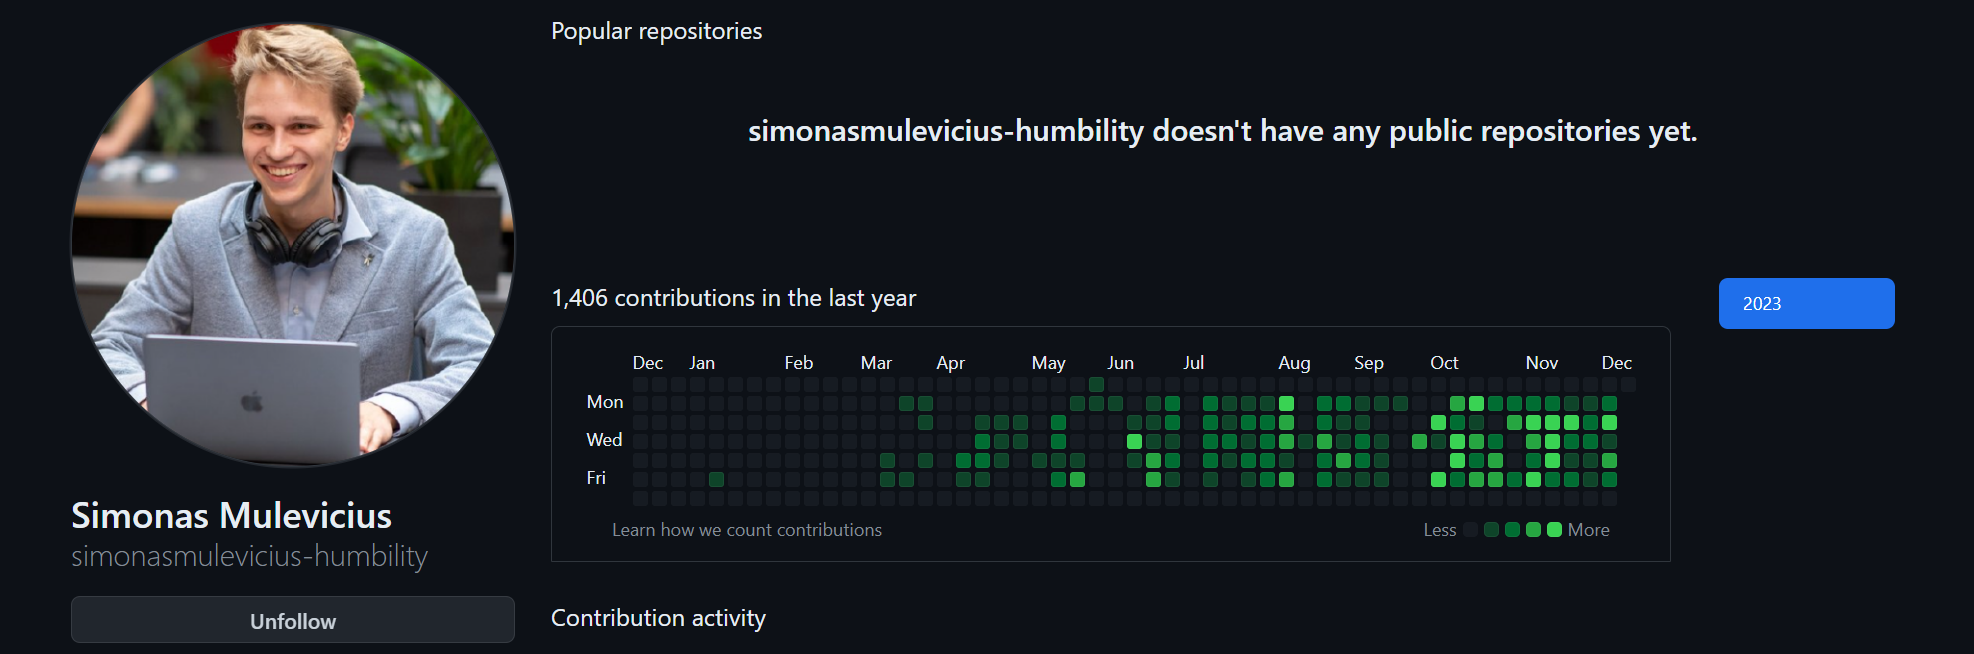 Popular repositories
simonasmulevicius-humbility doesn't have any public repositories yet.
1,406 contributions in the last year
2023
Dec Jan Feb Mar Apr May Jun Jul Aug Sep Oct Nov Dec
Mon
Wed
Fri
Learn how we count contributions
Less More
Simonas Mulevicius
simonasmulevicius-humbility
Unfollow
Contribution activity